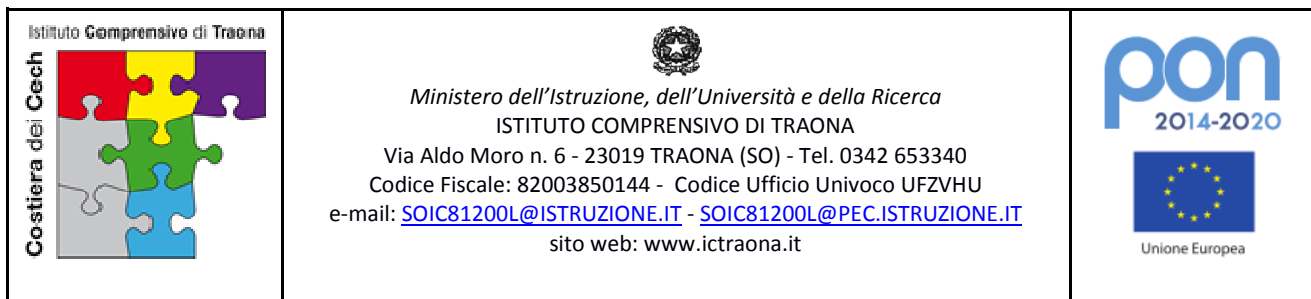 Istituto Comprensivo di Traona
Costiera dei Cech
Ministero dell'Istruzione, dell'Università e della Ricerca
ISTITUTO COMPRENSIVO DI TRAONA
Via Aldo Moro n. 6 - 23019 TRAONA (SO) - Tel. 0342 653340
Codice Fiscale: 82003850144 - Codice Ufficio Univoco UFZVHU
e-mail: SOIC81200L@ISTRUZIONE.IT - SOIC81200L@PEC.ISTRUZIONE.IT
sito web: www.ictraona.it
pon
2014-2020
Unione Europea